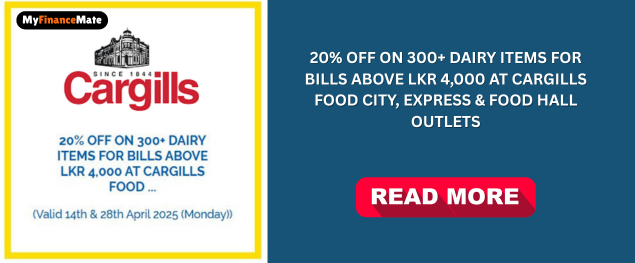 MyFinanceMate
SINCE 1844
Cargills
20% OFF ON 300+ DAIRY
ITEMS FOR BILLS ABOVE
LKR 4,000 AT CARGILLS
FOOD ...
(Valid 14th & 28th April 2025 (Monday))
20% OFF ON 300+ DAIRY ITEMS FOR
BILLS ABOVE LKR 4,000 AT CARGILLS
FOOD CITY, EXPRESS & FOOD HALL
OUTLETS
READ MORE